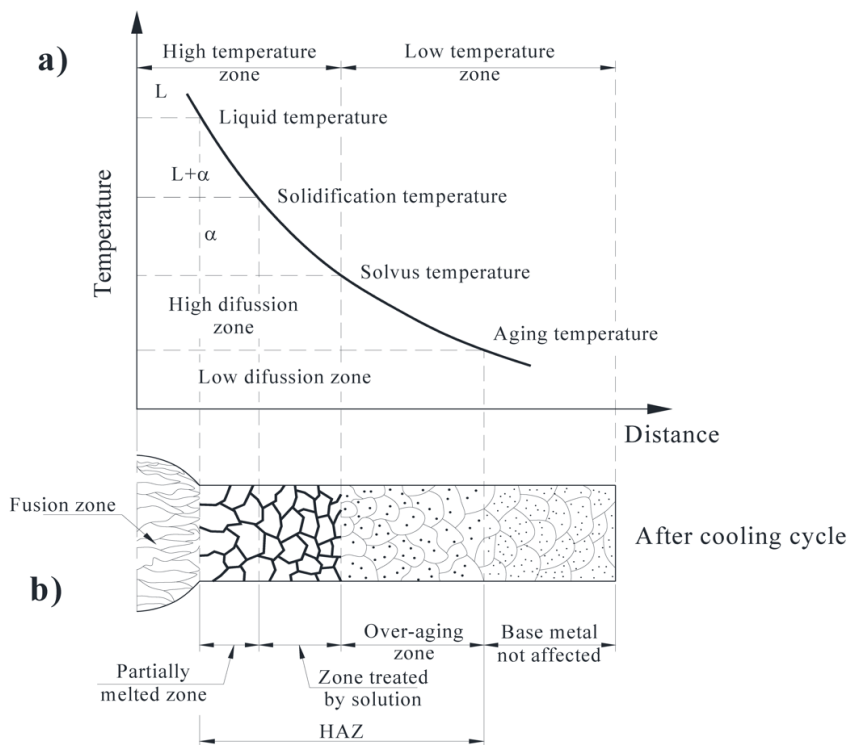 a)
High temperature
zone
Low temperature
zone
L
Liquid temperature
L+α
Solidification temperature
α
Solvus temperature
High difussion
zone
Aging temperature
Low difussion zone
Temperature
Distance
Fusion zone
After cooling cycle
b)
Over-aging
zone
Base metal
not affected
Partially
melted zone
Zone treated
by solution
HAZ